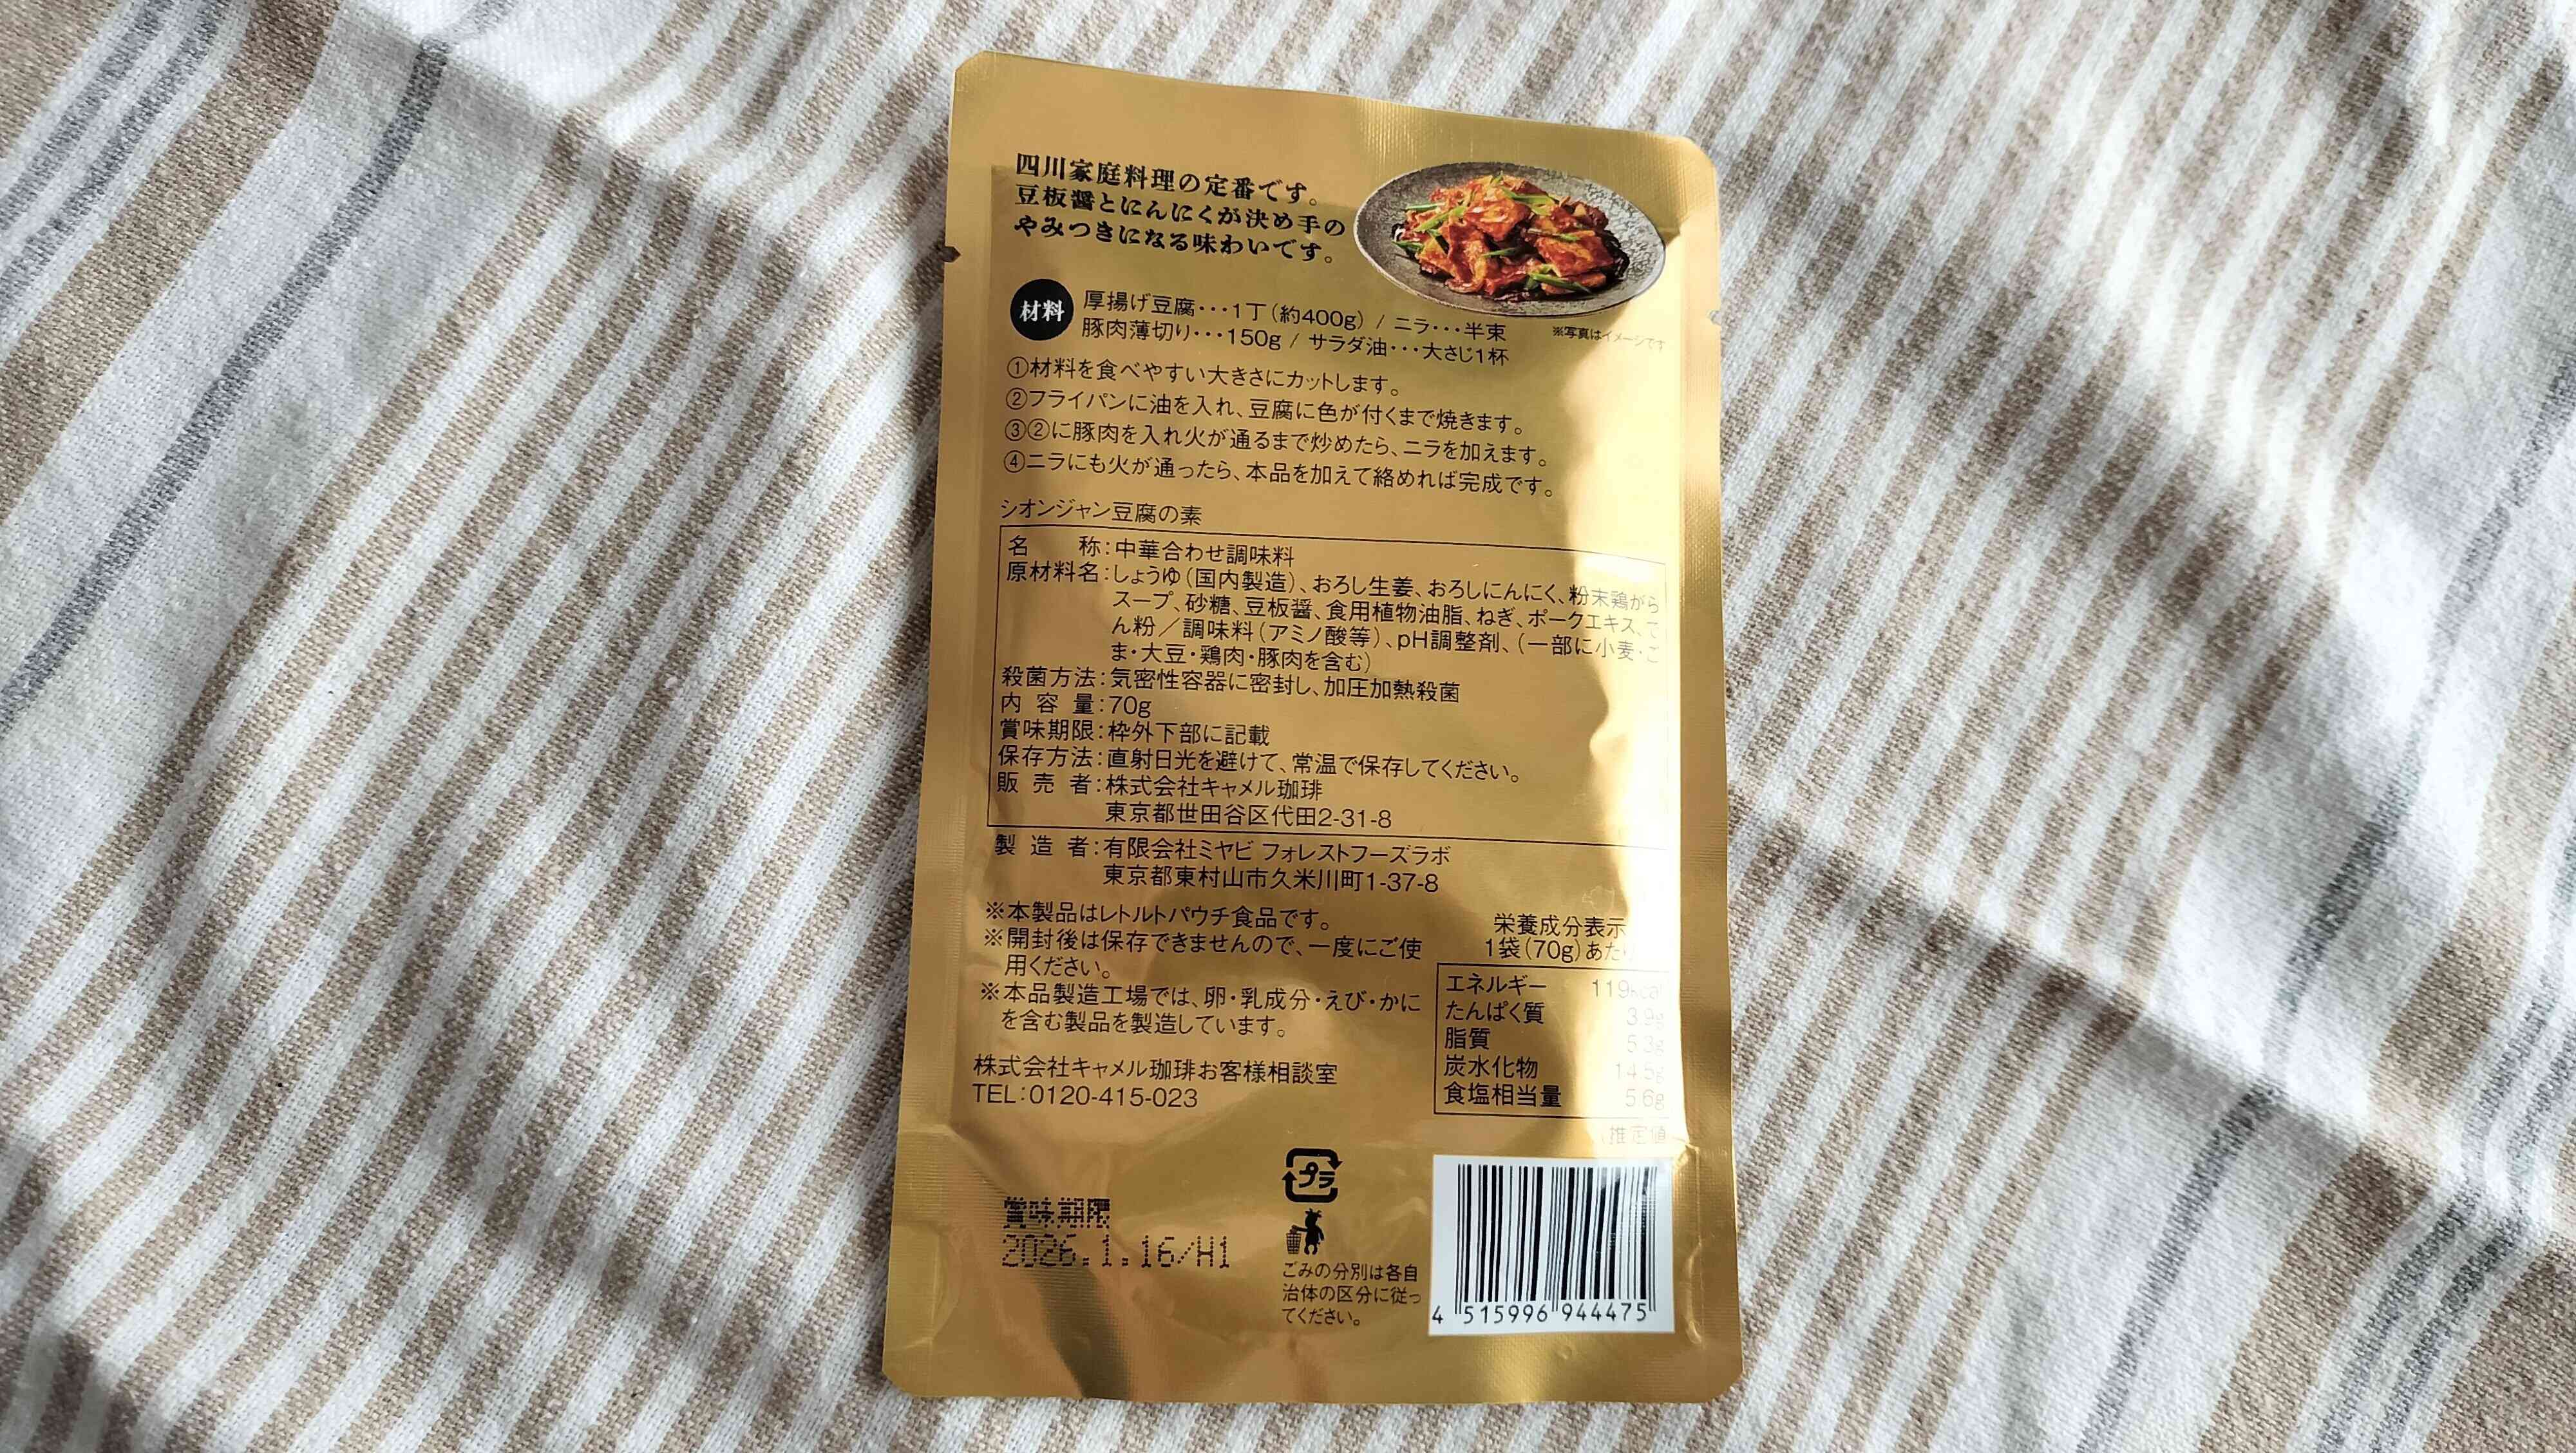 四川家庭料理の定番です。
豆板醤とにんにくが決め手の
やみつきになる味わいです。
※写真はイメージです
材料
厚揚げ豆腐・・・1丁(約400g) / ニラ・・・半束
豚肉薄切り・・・150g / サラダ油・・・大さじ1杯
①材料を食べやすい大きさにカットします。
②フライパンに油を入れ、豆腐に色が付くまで焼きます。
③②に豚肉を入れ火が通るまで炒めたら、ニラを加えます。
④ニラにも火が通ったら、本品を加えて絡めれば完成です。
シオンジャン豆腐の素
名称:中華合わせ調味料
原材料名:しょうゆ(国内製造)、おろし生姜、おろしにんにく、粉末鶏がら
スープ、砂糖、豆板醤、食用植物油脂、ねぎ、ポークエキス、で
ん粉/調味料(アミノ酸等)、pH調整剤、(一部に小麦・ご
ま・大豆・鶏肉・豚肉を含む)
殺菌方法:気密性容器に密封し、加圧加熱殺菌
内容量:70g
賞味期限:枠外下部に記載
保存方法:直射日光を避けて、常温で保存してください。
販売者:株式会社キャメル珈琲
東京都世田谷区代田2-31-8
製造者:有限会社ミヤビ フォレストフーズラボ
東京都東村山市久米川町1-37-8
※本製品はレトルトパウチ食品です。
※開封後は保存できませんので、一度にご使
用ください。
※本品製造工場では、卵・乳成分・えび・かに
を含む製品を製造しています。
株式会社キャメル珈琲お客様相談室
TEL:0120-415-023
栄養成分表示
1袋(70g)あたり
エネルギー 119kcal
たんぱく質 3.9g
脂質 5.3g
炭水化物 14.5g
食塩相当量 5.6g
(推定値
賞味期限
2026.1.16/H1
プラ
ごみの分別は各自
治体の区分に従っ
てください。
4 515996 944475